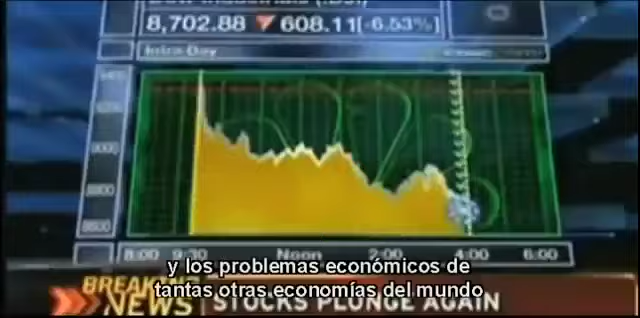 8,702.88 ▼ 608.11[-6.53%]
Intra-Day
9000
8800
8600
8:00 9:30 Noon 2:00 4:00 6:00
y los problemas económicos de
tantas otras economías del mundo
BREAKING
NEWS
STOCKS PLUNGE AGAIN